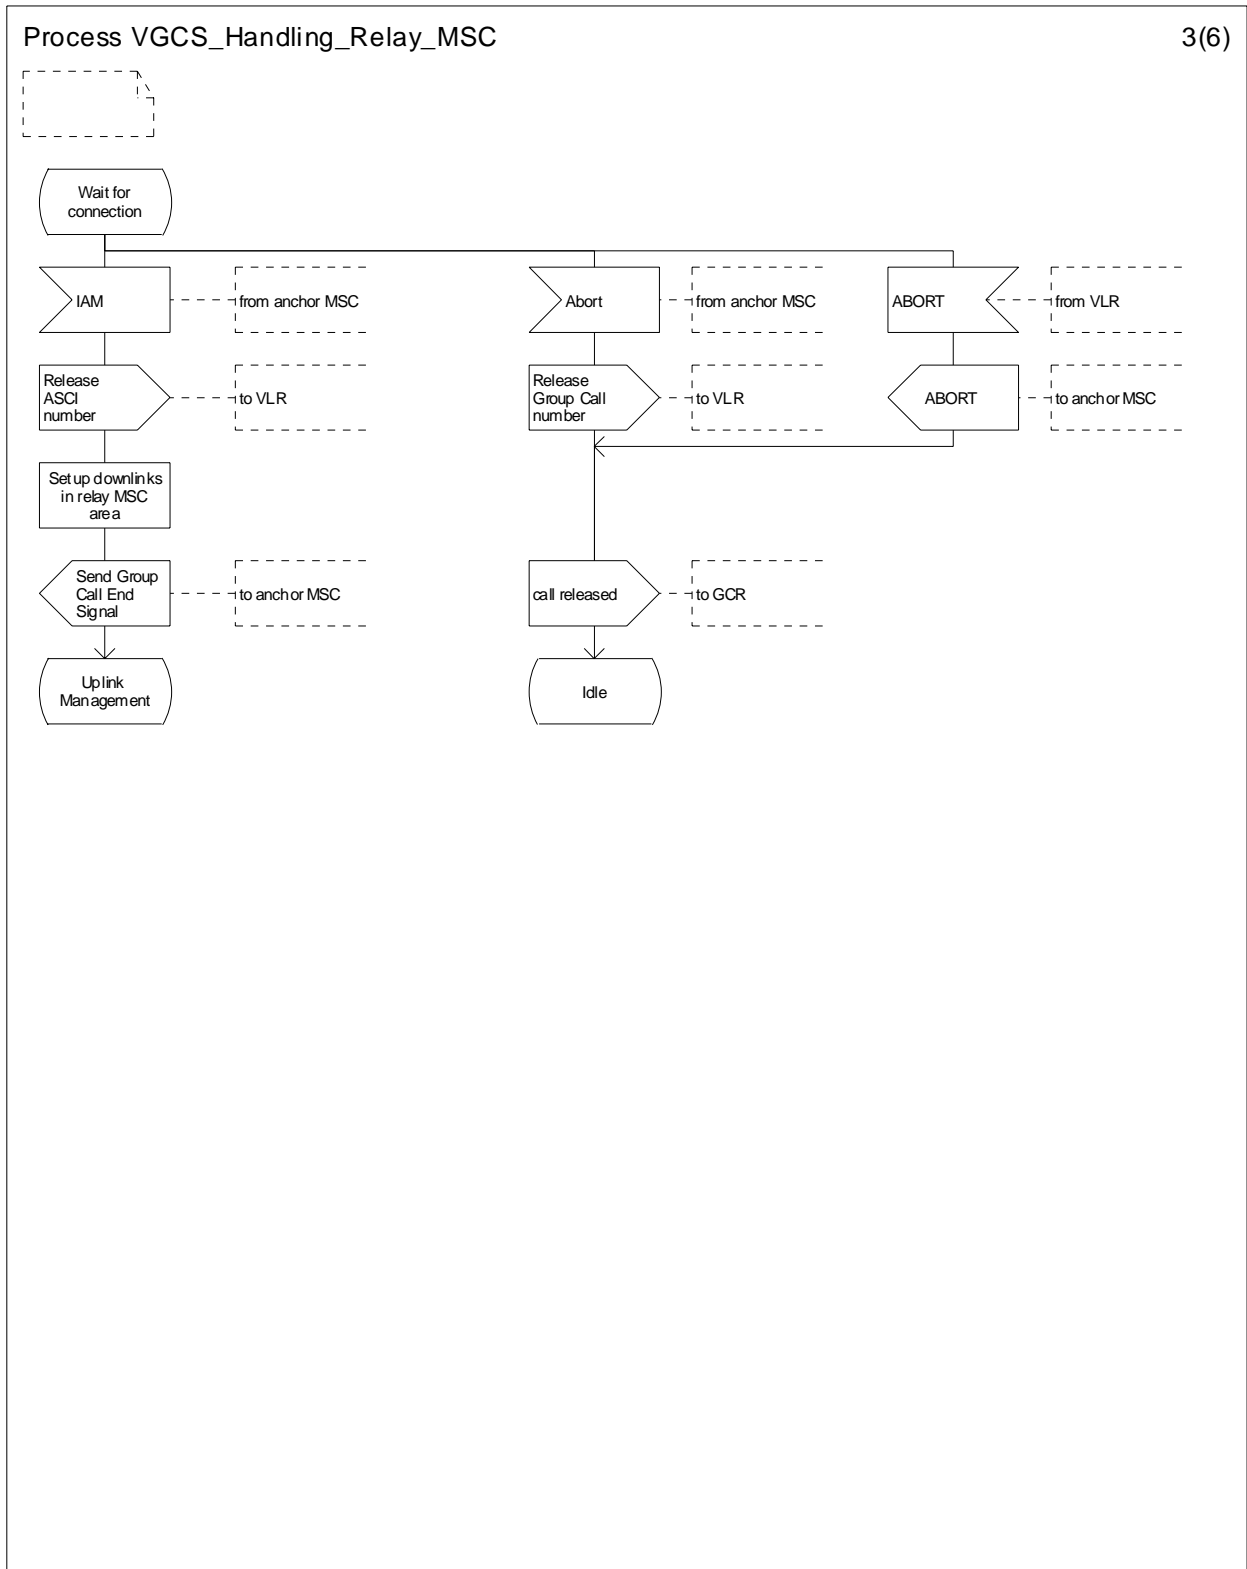 Process VGCS_Handling_Relay_MSC
3(6)
Wait for
connection
IAM
from anchor MSC
Abort
from anchor MSC
ABORT
from VLR
Release
ASCI
number
to VLR
Release
Group Call
number
to VLR
ABORT
to anchor MSC
Setup downlinks
in relay MSC
area
Send Group
Call End
Signal
to anchor MSC
call released
to GCR
Uplink
Management
Idle